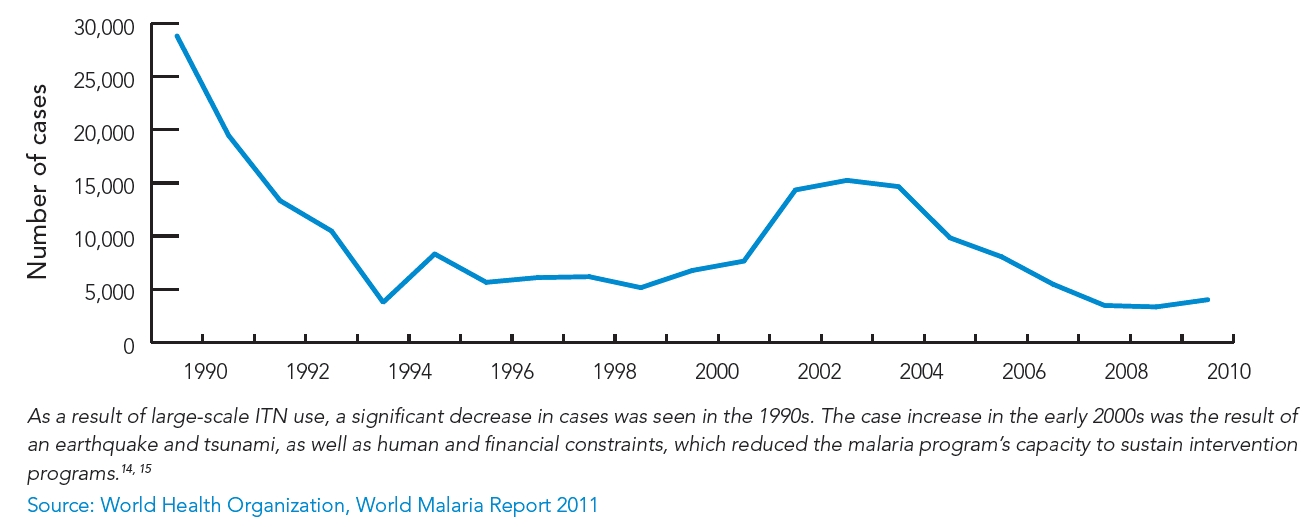 30,000
25,000
20,000
15,000
10,000
5,000
0
Number of cases
1990 1992 1994 1996 1998 2000 2002 2004 2006 2008 2010
As a result of large-scale ITN use, a significant decrease in cases was seen in the 1990s. The case increase in the early 2000s was the result of
an earthquake and tsunami, as well as human and financial constraints, which reduced the malaria program’s capacity to sustain intervention
programs.14, 15
Source: World Health Organization, World Malaria Report 2011